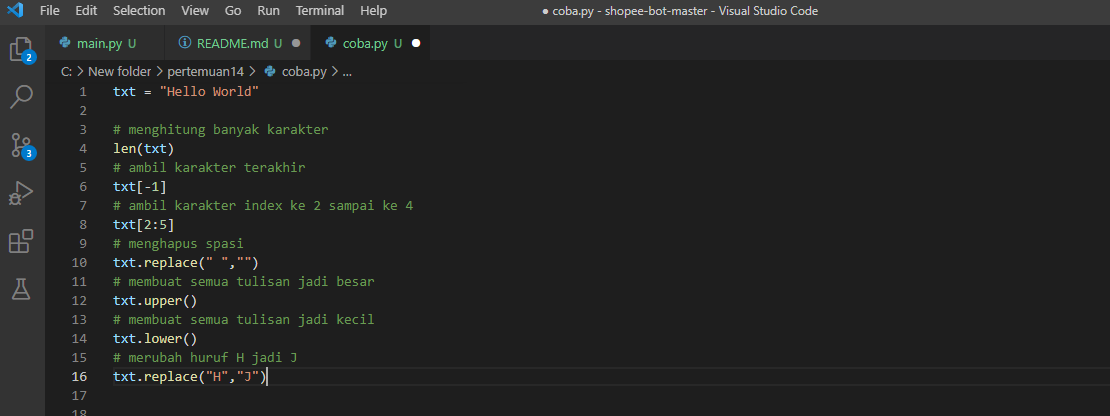 File Edit Selection View Go Run Terminal Help ● coba.py - shopee-bot-master - Visual Studio Code
main.py U README.md U ● coba.py U ●
C: > New folder > pertemuan14 > coba.py > ...
2
3
1 txt = "Hello World"
2
3 # menghitung banyak karakter
4 len(txt)
5 # ambil karakter terakhir
6 txt[-1]
7 # ambil karakter index ke 2 sampai ke 4
8 txt[2:5]
9 # menghapus spasi
10 txt.replace(" ","")
11 # membuat semua tulisan jadi besar
12 txt.upper()
13 # membuat semua tulisan jadi kecil
14 txt.lower()
15 # merubah huruf H jadi J
16 txt.replace("H","J")
17
18